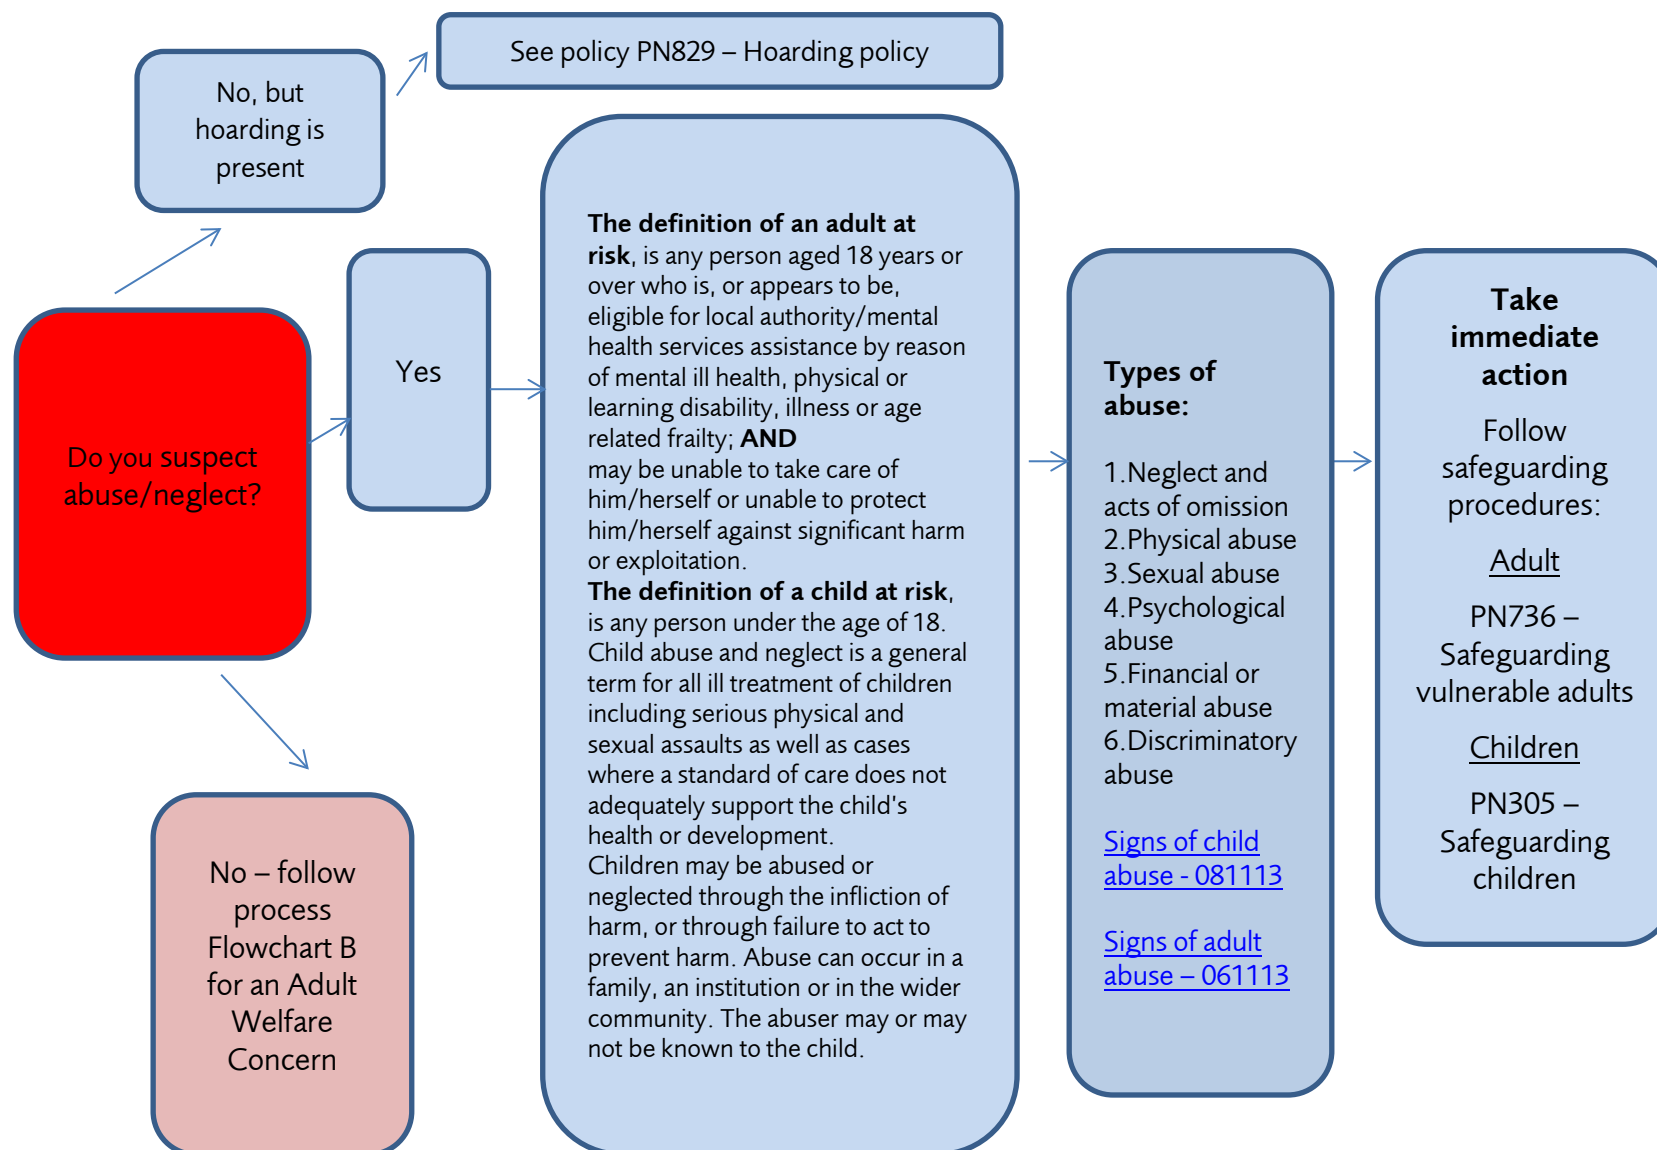 See policy PN829 – Hoarding policy
No, but
hoarding is
present
Do you suspect
abuse/neglect?
Yes
No – follow
process
Flowchart B
for an Adult
Welfare
Concern
The definition of an adult at
risk, is any person aged 18 years or
over who is, or appears to be,
eligible for local authority/mental
health services assistance by reason
of mental ill health, physical or
learning disability, illness or age
related frailty; AND
may be unable to take care of
him/herself or unable to protect
him/herself against significant harm
or exploitation.
The definition of a child at risk,
is any person under the age of 18.
Child abuse and neglect is a general
term for all ill treatment of children
including serious physical and
sexual assaults as well as cases
where a standard of care does not
adequately support the child's
health or development.
Children may be abused or
neglected through the infliction of
harm, or through failure to act to
prevent harm. Abuse can occur in a
family, an institution or in the wider
community. The abuser may or may
not be known to the child.
Types of
abuse:
1.Neglect and
acts of omission
2.Physical abuse
3.Sexual abuse
4.Psychological
abuse
5.Financial or
material abuse
6.Discriminatory
abuse
Signs of child
abuse - 081113
Signs of adult
abuse – 061113
Take
immediate
action
Follow
safeguarding
procedures:
Adult
PN736 –
Safeguarding
vulnerable adults
Children
PN305 –
Safeguarding
children